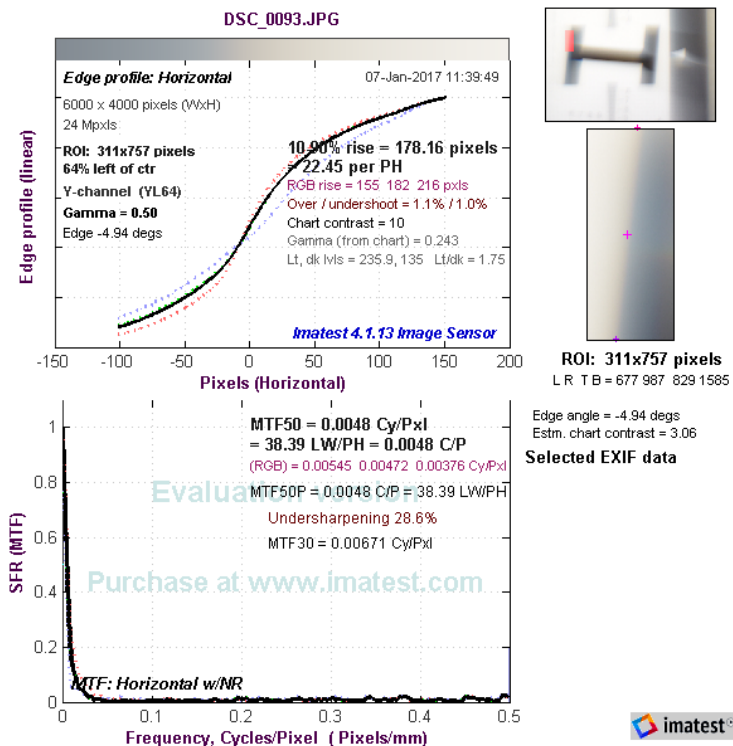 DSC_0093.JPG
Edge profile: Horizontal
07-Jan-2017 11:39:49
6000 x 4000 pixels (WxH)
24 Mpxls
ROI: 311x757 pixels
64% left of ctr
Y-channel (YL64)
Gamma = 0.50
Edge -4.94 degs
10-90% rise = 178.16 pixels
= 22.45 per PH
RGB rise = 155 182 216 pxls
Over / undershoot = 1.1% / 1.0%
Chart contrast = 10
Gamma (from chart) = 0.243
Lt, dk lvls = 235.9, 135 Lt/dk = 1.75
Imatest 4.1.13 Image Sensor
Edge profile (linear)
-150 -100 -50 0 50 100 150 200
Pixels (Horizontal)
ROI: 311x757 pixels
L R T B = 677 987 829 1585
Edge angle = -4.94 degs
Estm. chart contrast = 3.06
Selected EXIF data
MTF50 = 0.0048 Cy/Pxl
= 38.39 LW/PH = 0.0048 C/P
(RGB) = 0.00545 0.00472 0.00376 Cy/Pxl
MTF50P = 0.0048 C/P = 38.39 LW/PH
Evaluation version
Undersharpening 28.6%
MTF30 = 0.00671 Cy/Pxl
Purchase at www.imatest.com
MTF: Horizontal w/NR
SFR (MTF)
1
0.8
0.6
0.4
0.2
0
0 0.1 0.2 0.3 0.4 0.5
Frequency, Cycles/Pixel ( Pixels/mm)
imatest®